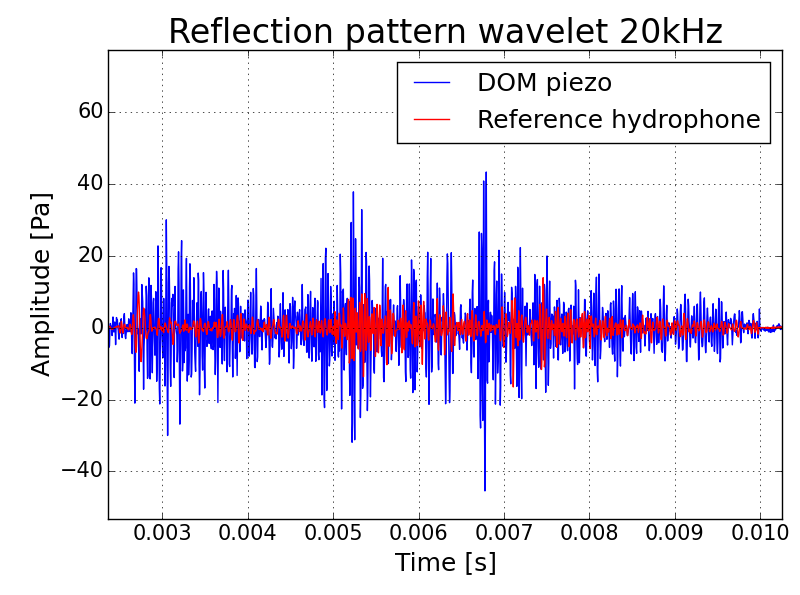 Reflection pattern wavelet 20kHz
DOM piezo
Reference hydrophone
Amplitude [Pa]
60
40
20
0
−20
−40
0.003 0.004 0.005 0.006 0.007 0.008 0.009 0.010
Time [s]